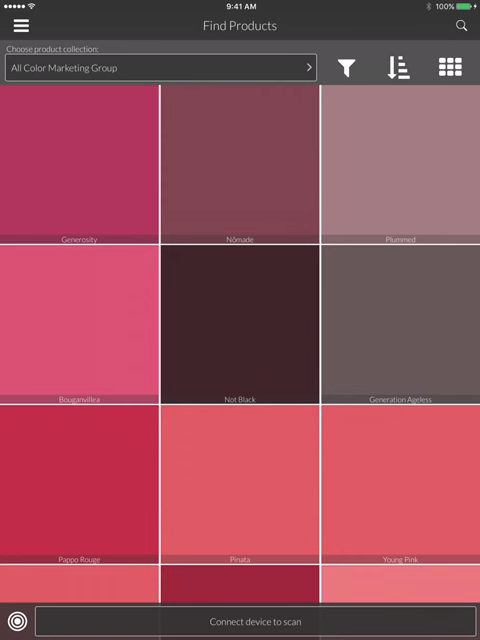 9:41 AM
100%
Find Products
Choose product collection:
All Color Marketing Group
Generosity
Nômade
Plummed
Bouganvillea
Not Black
Generation Ageless
Pappo Rouge
Pinata
Young Pink
Connect device to scan